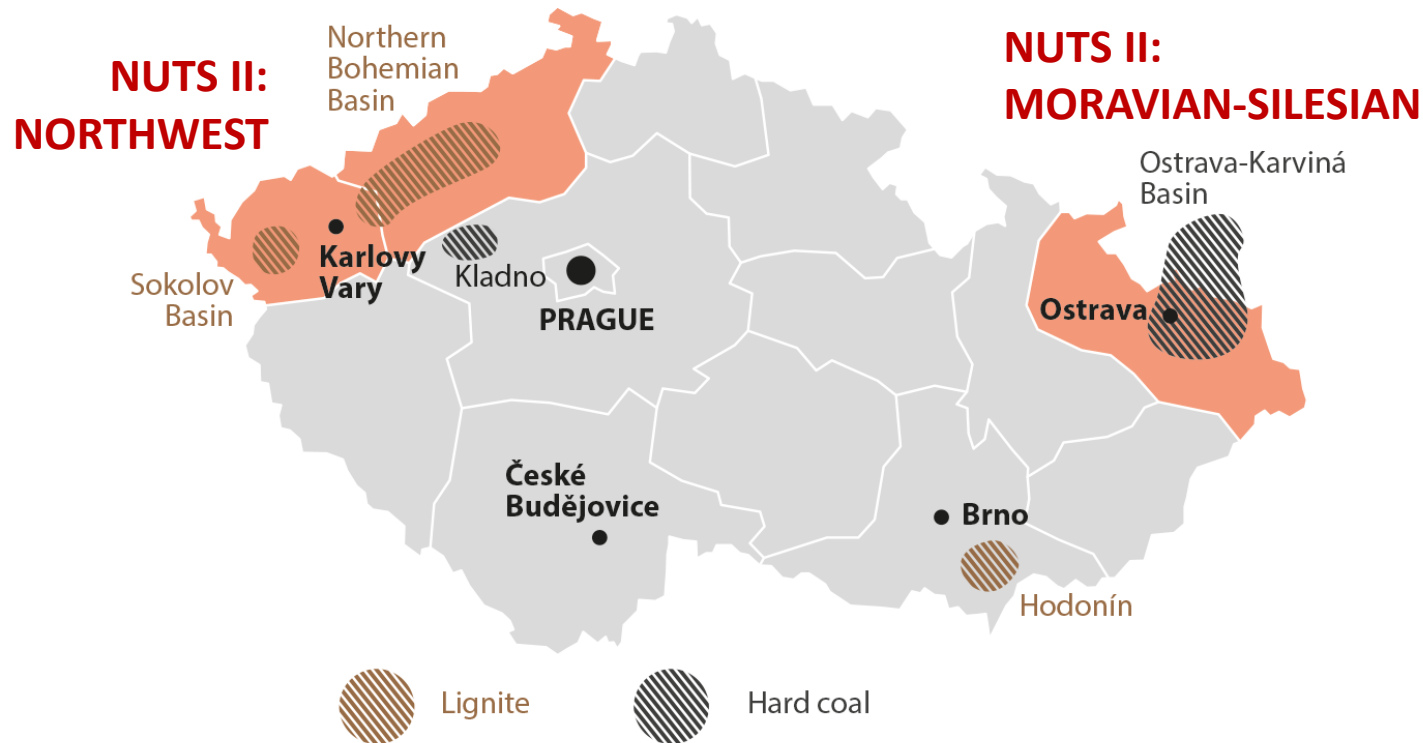 NUTS II:
NORTHWEST
Northern
Bohemian
Basin
NUTS II:
MORAVIAN-SILESIAN
Ostrava-Karviná
Basin
Karlovy
Vary
Sokolov
Basin
Kladno
PRAGUE
Ostrava
České
Budějovice
Brno
Hodonín
Lignite
Hard coal